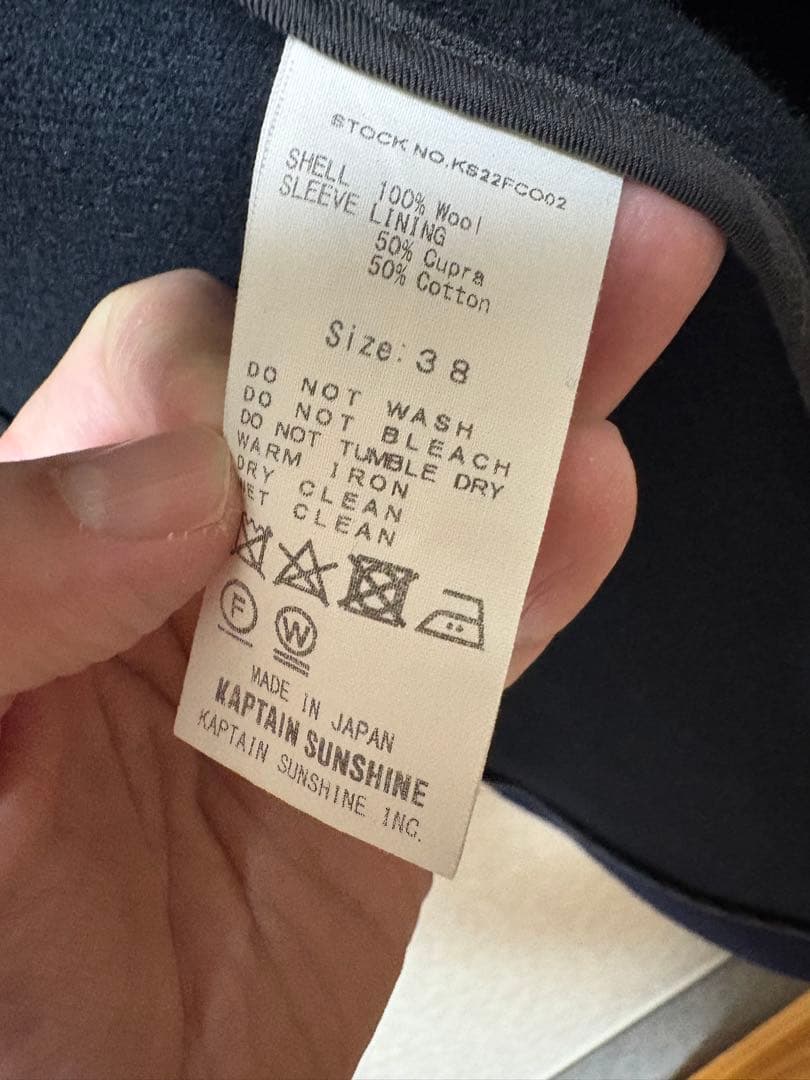 STOCK NO.KS22FCO02
SHELL 100% Wool
SLEEVE LINING
50% Cupra
50% Cotton
Size:38
DO NOT WASH
DO NOT BLEACH
DO NOT TUMBLE DRY
WARM IRON
DRY CLEAN
WET CLEAN
F
W
MADE IN JAPAN
KAPTAIN SUNSHINE
KAPTAIN SUNSHINE INC.